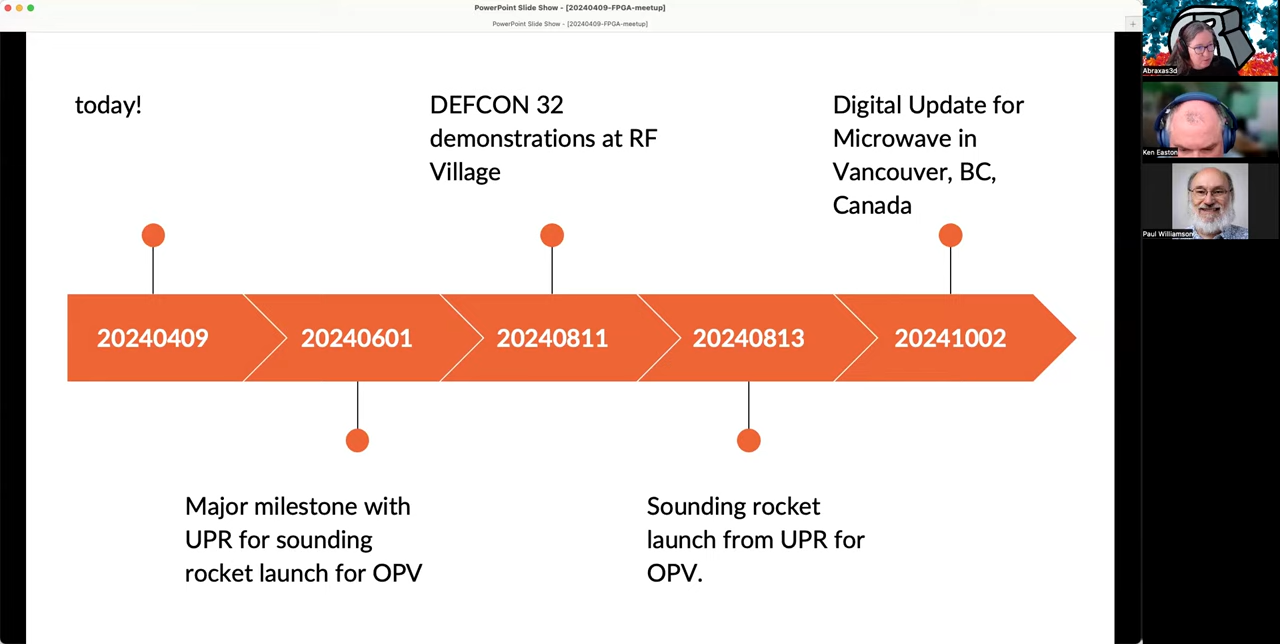 PowerPoint Slide Show - [20240409-FPGA-meetup]
PowerPoint Slide Show - [20240409-FPGA-meetup]
today!
DEFCON 32
demonstrations at RF
Village
Digital Update for
Microwave in
Vancouver, BC,
Canada
20240409
20240601
20240811
20240813
20241002
Major milestone with
UPR for sounding
rocket launch for OPV
Sounding rocket
launch from UPR for
OPV.
Abraxas3d
Ken Easton
Paul Williamson